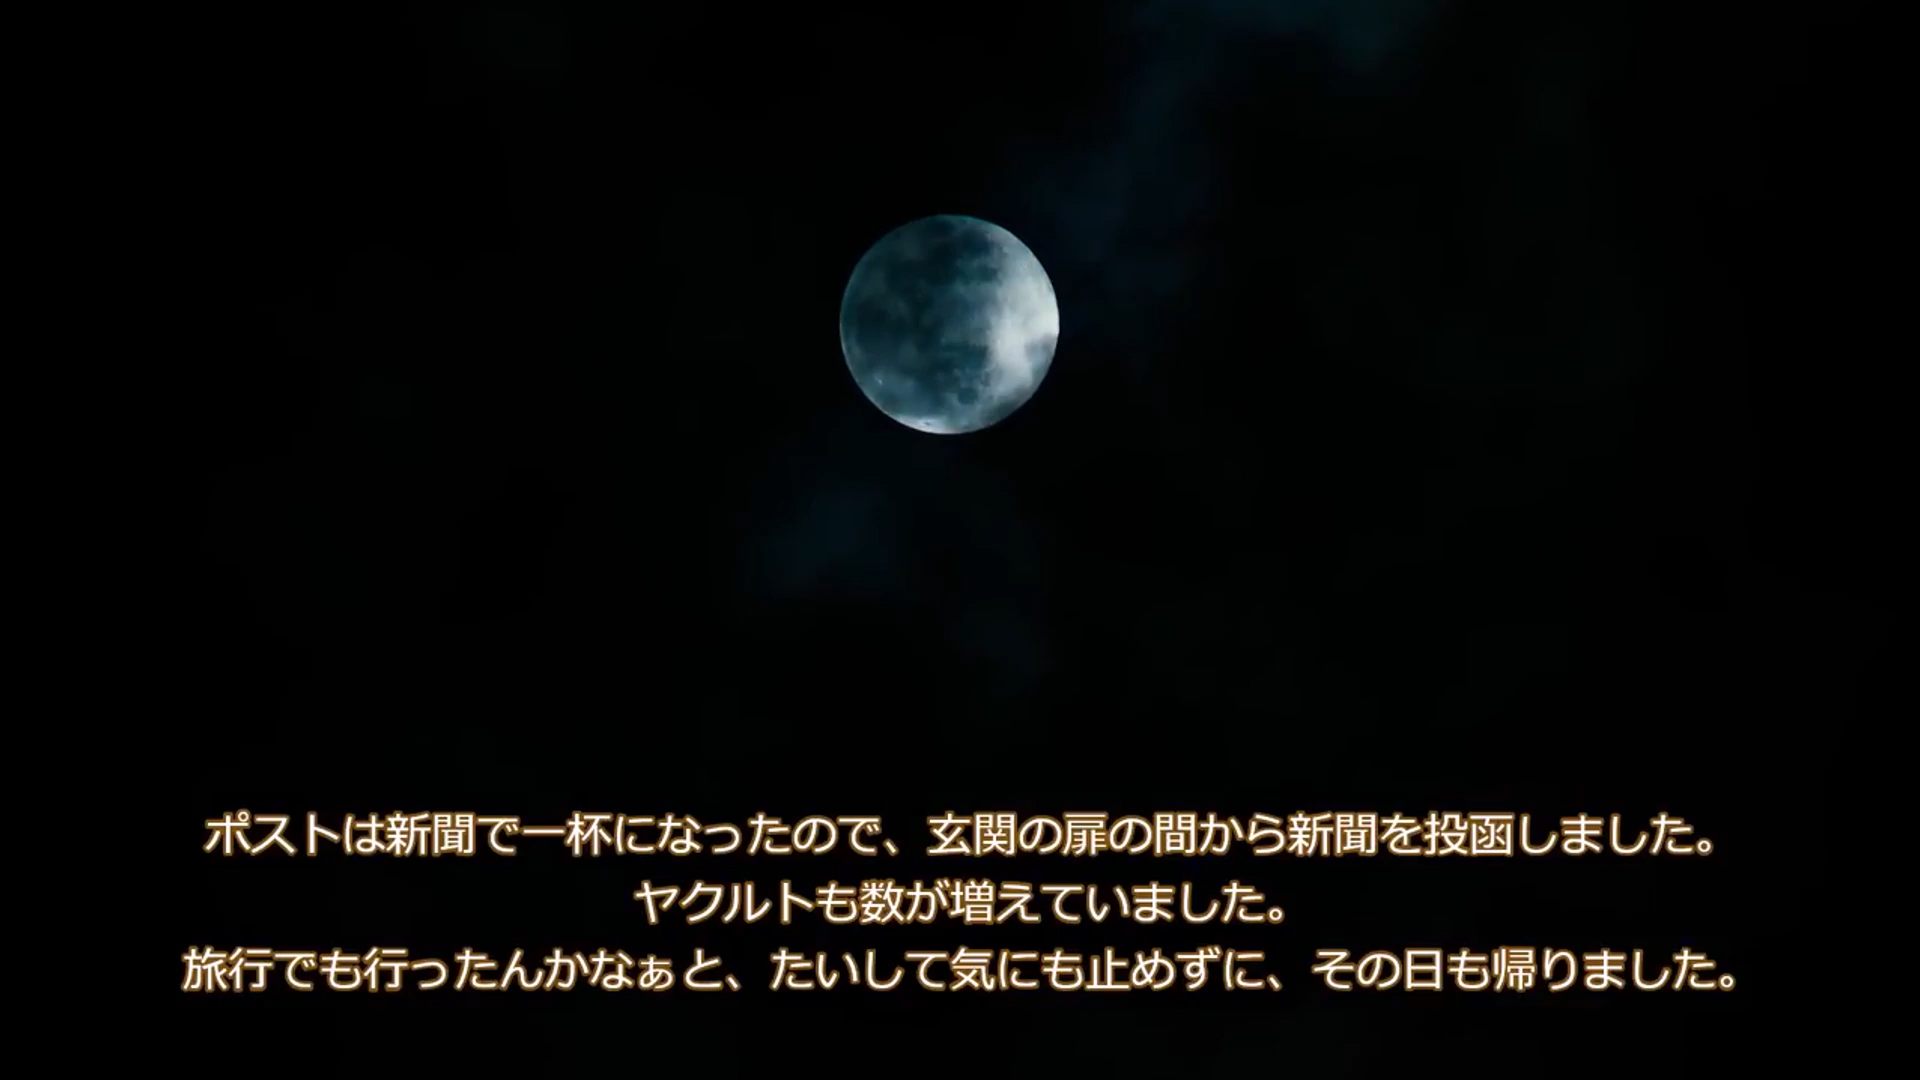 ポストは新聞で一杯になったので、玄関の扉の間から新聞を投函しました。
ヤクルトも数が増えていました。
旅行でも行ったんかなぁと、たいして気にも止めずに、その日も帰りました。